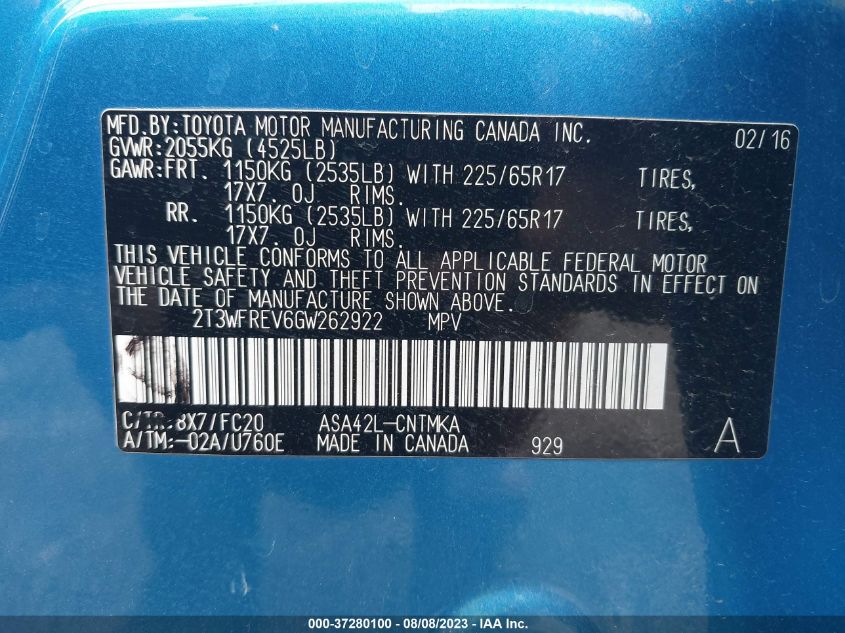 MFD.BY:TOYOTA MOTOR MANUFACTURING CANADA INC. 02/16
GVWR:2055KG (4525LB)
GAWR:FRT. 1150KG (2535LB) WITH 225/65R17 TIRES,
17X7.0J RIMS.
RR. 1150KG (2535LB) WITH 225/65R17 TIRES,
17X7.0J RIMS.
THIS VEHICLE CONFORMS TO ALL APPLICABLE FEDERAL MOTOR
VEHICLE SAFETY AND THEFT PREVENTION STANDARDS IN EFFECT ON
THE DATE OF MANUFACTURE SHOWN ABOVE.
2T3WFREV6GW262922 MPV
C/TR:8X7/FC20 ASA42L-CNTMKA
A/TM:-02A/U760E MADE IN CANADA 929 A
000-37280100 - 08/08/2023 - IAA Inc.